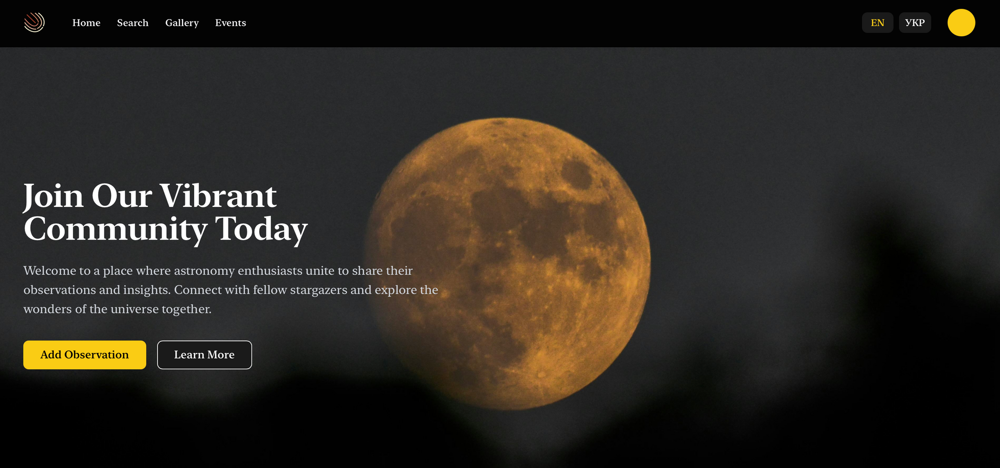 Home
Search
Gallery
Events
EN
УКР
Join Our Vibrant
Community Today
Welcome to a place where astronomy enthusiasts unite to share their
observations and insights. Connect with fellow stargazers and explore the
wonders of the universe together.
Add Observation
Learn More